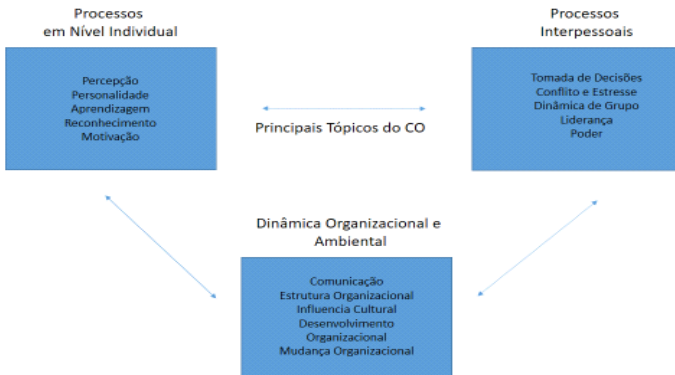 Processos
em Nível Individual
Percepção
Personalidade
Aprendizagem
Reconhecimento
Motivação
Processos
Interpessoais
Tomada de Decisões
Conflito e Estresse
Dinâmica de Grupo
Liderança
Poder
Principais Tópicos do CO
Dinâmica Organizacional e
Ambiental
Comunicação
Estrutura Organizacional
Influencia Cultural
Desenvolvimento
Organizacional
Mudança Organizacional